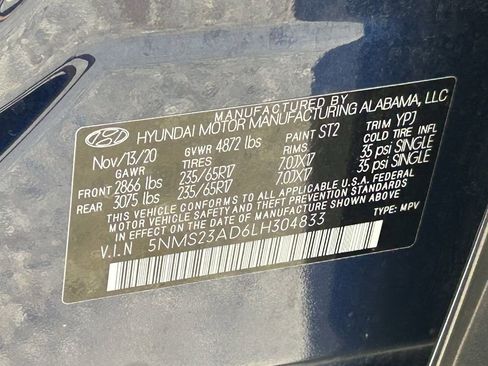 MANUFACTURED BY
HYUNDAI MOTOR MANUFACTURING ALABAMA, LLC
Nov/13/20 GVWR 4872 lbs PAINT ST2 TRIM YPJ
GAWR TIRES RIMS COLD TIRE INFL
FRONT 2866 lbs 235/65R17 7.0JX17 35 psi SINGLE
REAR 3075 lbs 235/65R17 7.0JX17 35 psi SINGLE
THIS VEHICLE CONFORMS TO ALL APPLICABLE U.S.A. FEDERAL
MOTOR VEHICLE SAFETY AND THEFT PREVENTION STANDARDS
IN EFFECT ON THE DATE OF MANUFACTURE SHOWN ABOVE
V.I.N 5NMS23AD6LH304833 TYPE: MPV